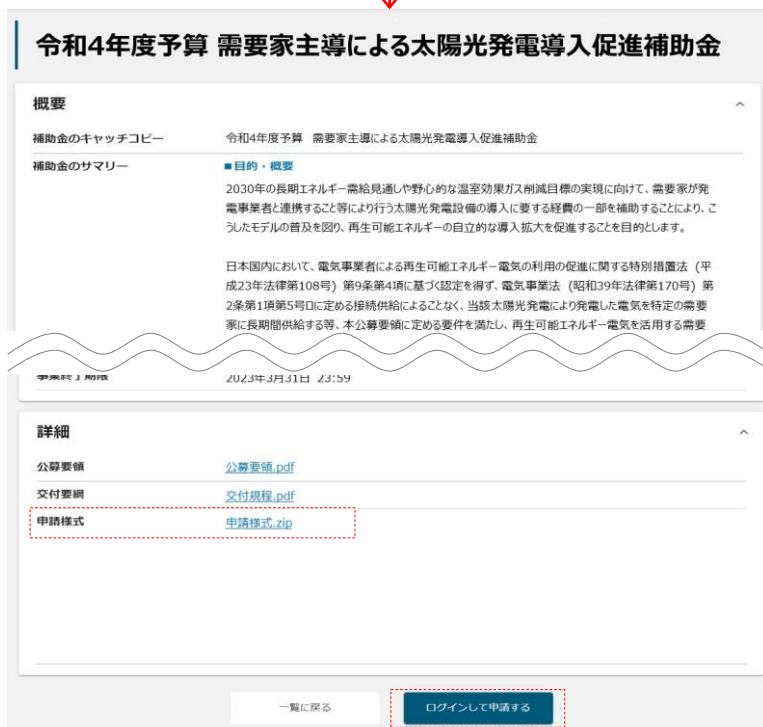 令和4年度予算 需要家主導による太陽光発電導入促進補助金
概要
補助金のキャッチコピー 令和4年度予算　需要家主導による太陽光発電導入促進補助金
補助金のサマリー ■目的・概要
2030年の長期エネルギー需給見通しや野心的な温室効果ガス削減目標の実現に向けて、需要家が発
電事業者と連携すること等により行う太陽光発電設備の導入に要する経費の一部を補助することにより、こ
うしたモデルの普及を図り、再生可能エネルギーの自立的な導入拡大を促進することを目的とします。
日本国内において、電気事業者による再生可能エネルギー電気の利用の促進に関する特別措置法（平
成23年法律第108号）第9条第4項に基づく認定を得ず、電気事業法（昭和39年法律第170号）第
2条第1項第5号ロに定める接続供給によることなく、当該太陽光発電により発電した電気を特定の需要
家に長期間供給する等、本公募要領に定める要件を満たし、再生可能エネルギー電気を活用する需要
事業終了期限 2023年3月31日 23:59
詳細
公募要領 公募要領.pdf
交付要綱 交付規程.pdf
申請様式 申請様式.zip
一覧に戻る ログインして申請する